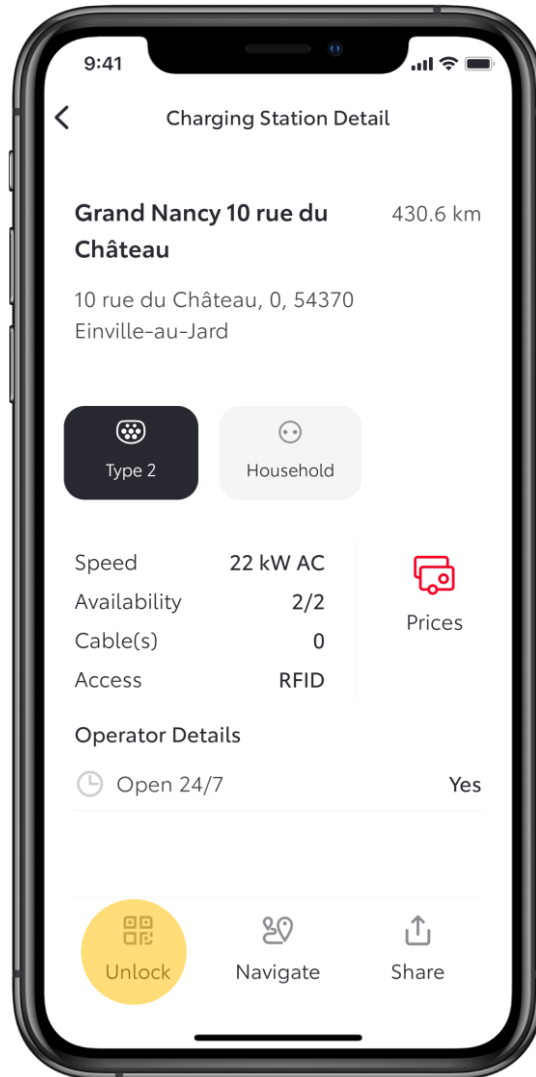 9:41
Charging Station Detail
Grand Nancy 10 rue du 430.6 km
Château
10 rue du Château, 0, 54370
Einville-au-Jard
Type 2 Household
Speed 22 kW AC
Availability 2/2
Prices
Cable(s) 0
Access RFID
Operator Details
Open 24/7 Yes
Unlock Navigate Share